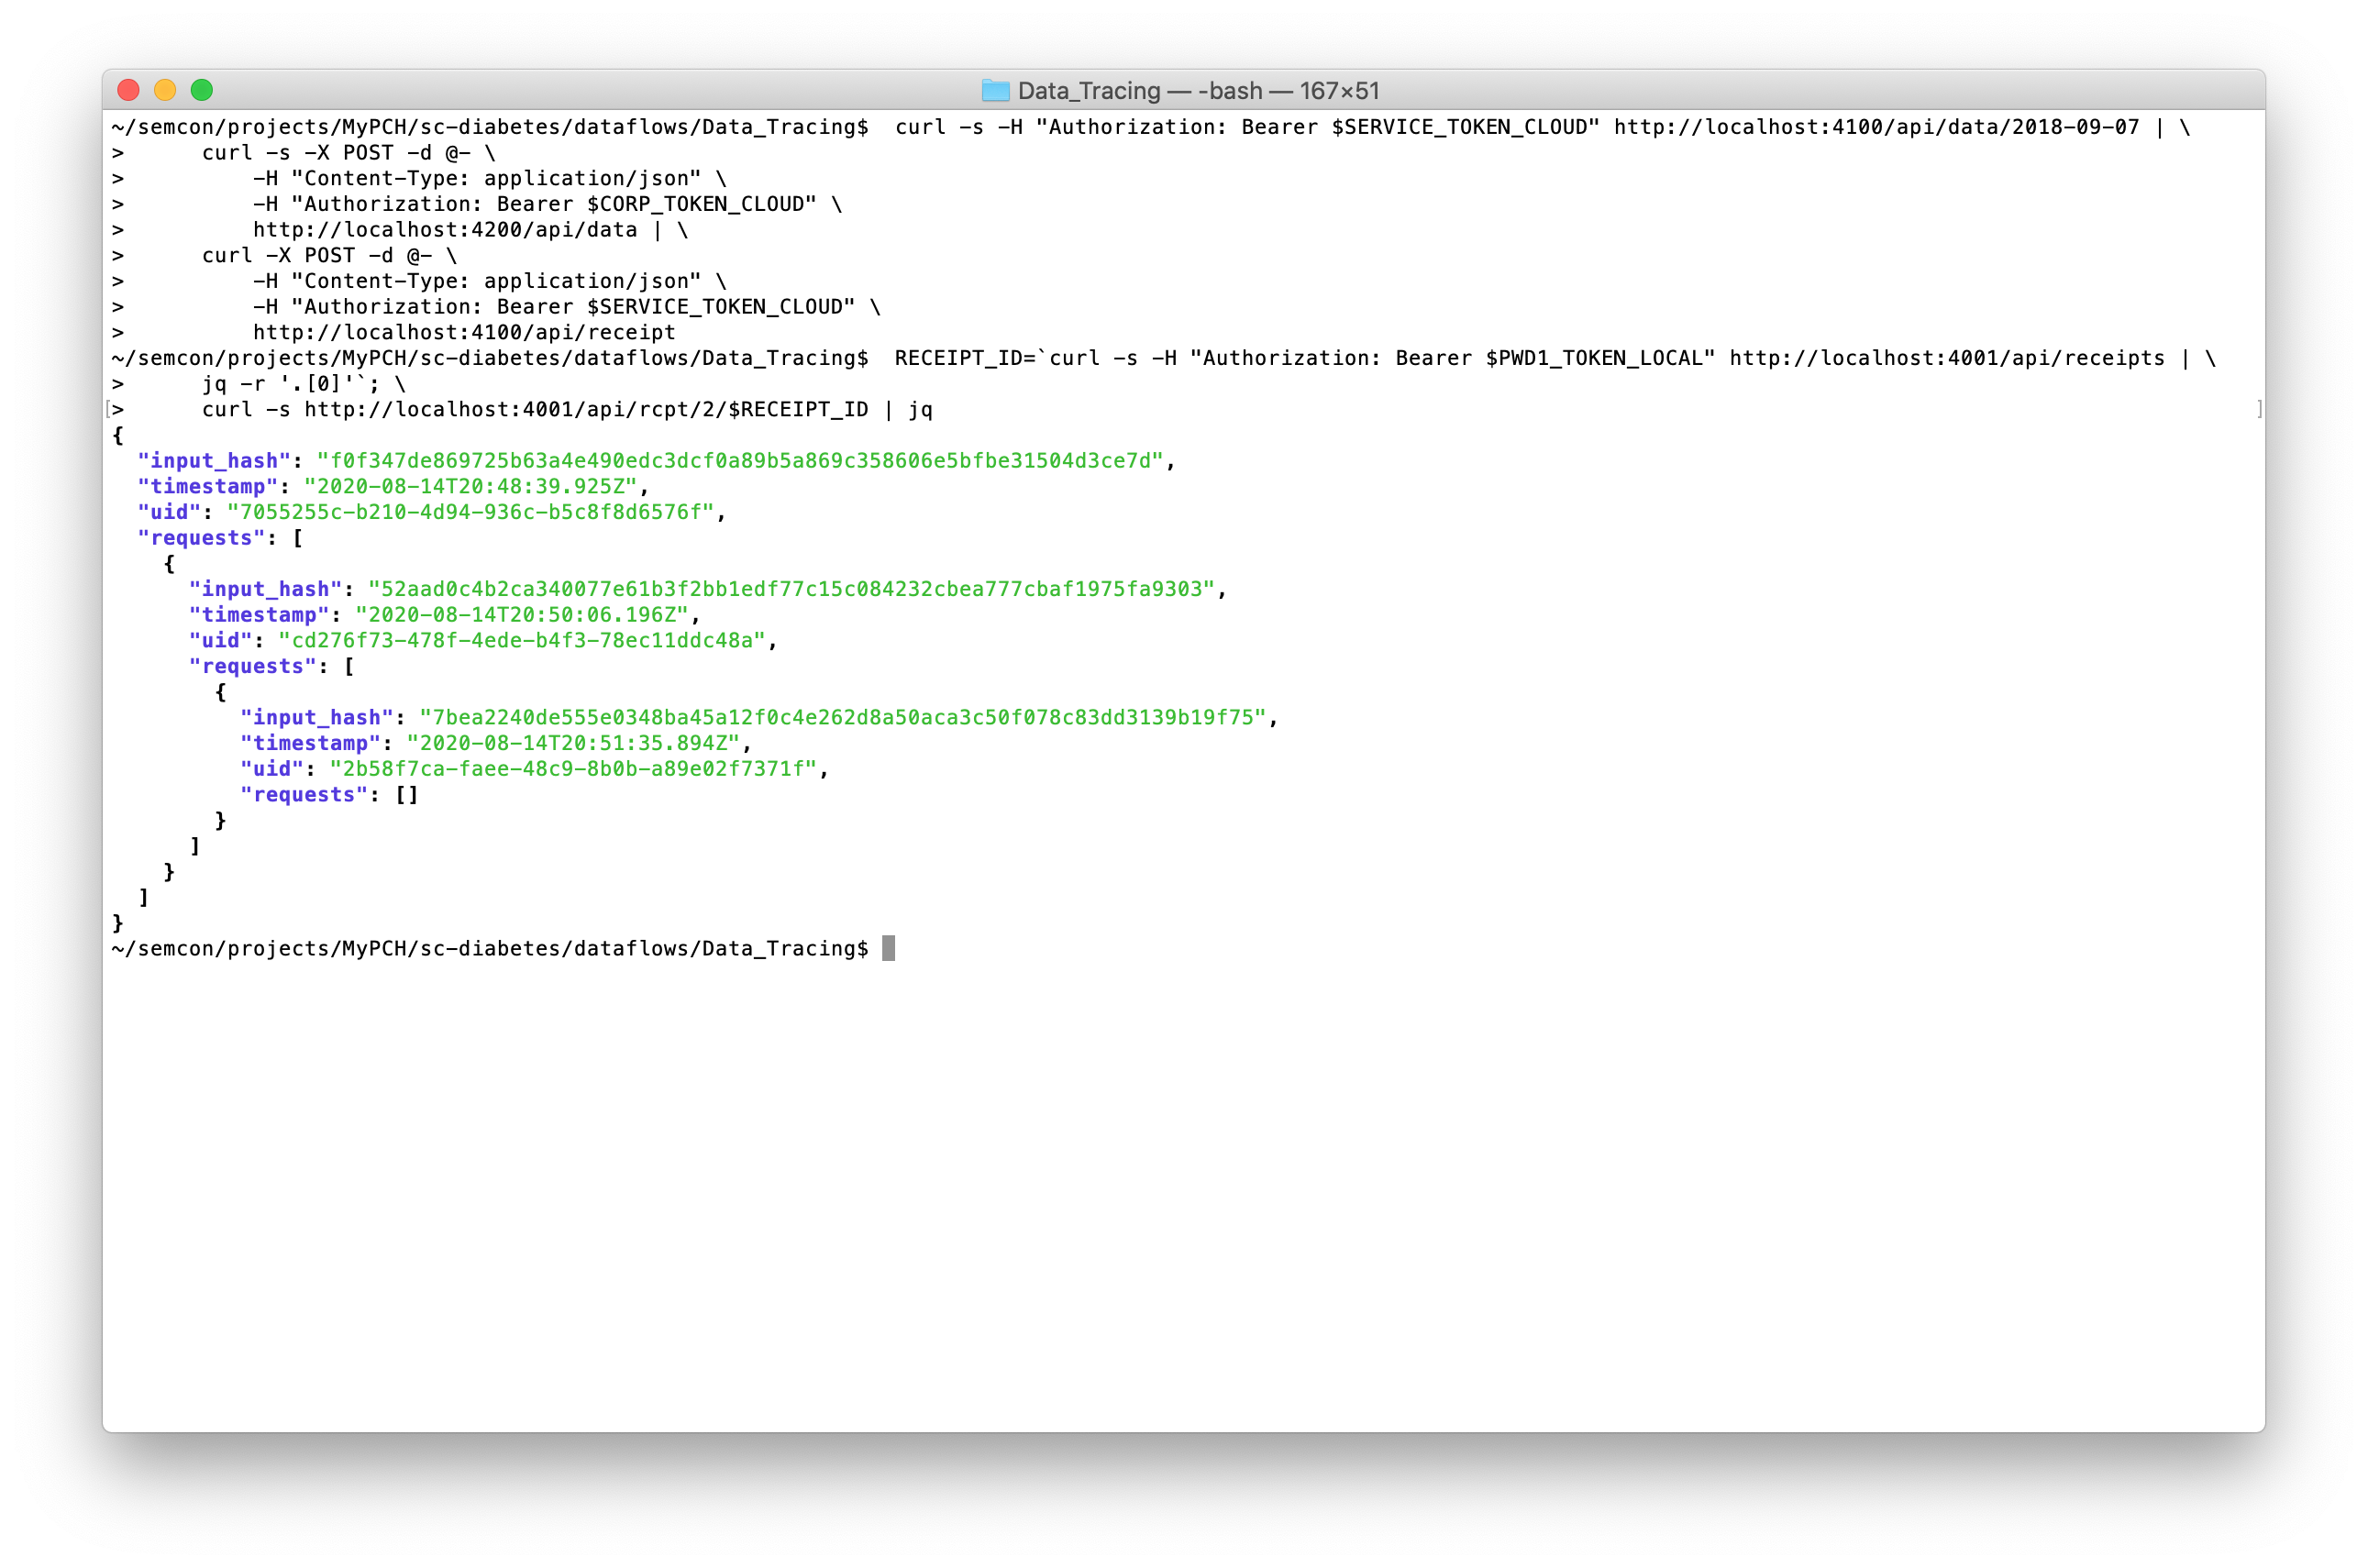 Data_Tracing — -bash — 167×51
~/semcon/projects/MyPCH/sc-diabetes/dataflows/Data_Tracing$  curl -s -H "Authorization: Bearer $SERVICE_TOKEN_CLOUD" http://localhost:4100/api/data/2018-09-07 | \
>      curl -s -X POST -d @- \
>          -H "Content-Type: application/json" \
>          -H "Authorization: Bearer $CORP_TOKEN_CLOUD" \
>          http://localhost:4200/api/data | \
>      curl -X POST -d @- \
>          -H "Content-Type: application/json" \
>          -H "Authorization: Bearer $SERVICE_TOKEN_CLOUD" \
>          http://localhost:4100/api/receipt
~/semcon/projects/MyPCH/sc-diabetes/dataflows/Data_Tracing$  RECEIPT_ID=`curl -s -H "Authorization: Bearer $PWD1_TOKEN_LOCAL" http://localhost:4001/api/receipts | \
>      jq -r '.[0]'`; \
[>      curl -s http://localhost:4001/api/rcpt/2/$RECEIPT_ID | jq ]
{
  "input_hash": "f0f347de869725b63a4e490edc3dcf0a89b5a869c358606e5bfbe31504d3ce7d",
  "timestamp": "2020-08-14T20:48:39.925Z",
  "uid": "7055255c-b210-4d94-936c-b5c8f8d6576f",
  "requests": [
    {
      "input_hash": "52aad0c4b2ca340077e61b3f2bb1edf77c15c084232cbea777cbaf1975fa9303",
      "timestamp": "2020-08-14T20:50:06.196Z",
      "uid": "cd276f73-478f-4ede-b4f3-78ec11ddc48a",
      "requests": [
        {
          "input_hash": "7bea2240de555e0348ba45a12f0c4e262d8a50aca3c50f078c83dd3139b19f75",
          "timestamp": "2020-08-14T20:51:35.894Z",
          "uid": "2b58f7ca-faee-48c9-8b0b-a89e02f7371f",
          "requests": []
        }
      ]
    }
  ]
}
~/semcon/projects/MyPCH/sc-diabetes/dataflows/Data_Tracing$